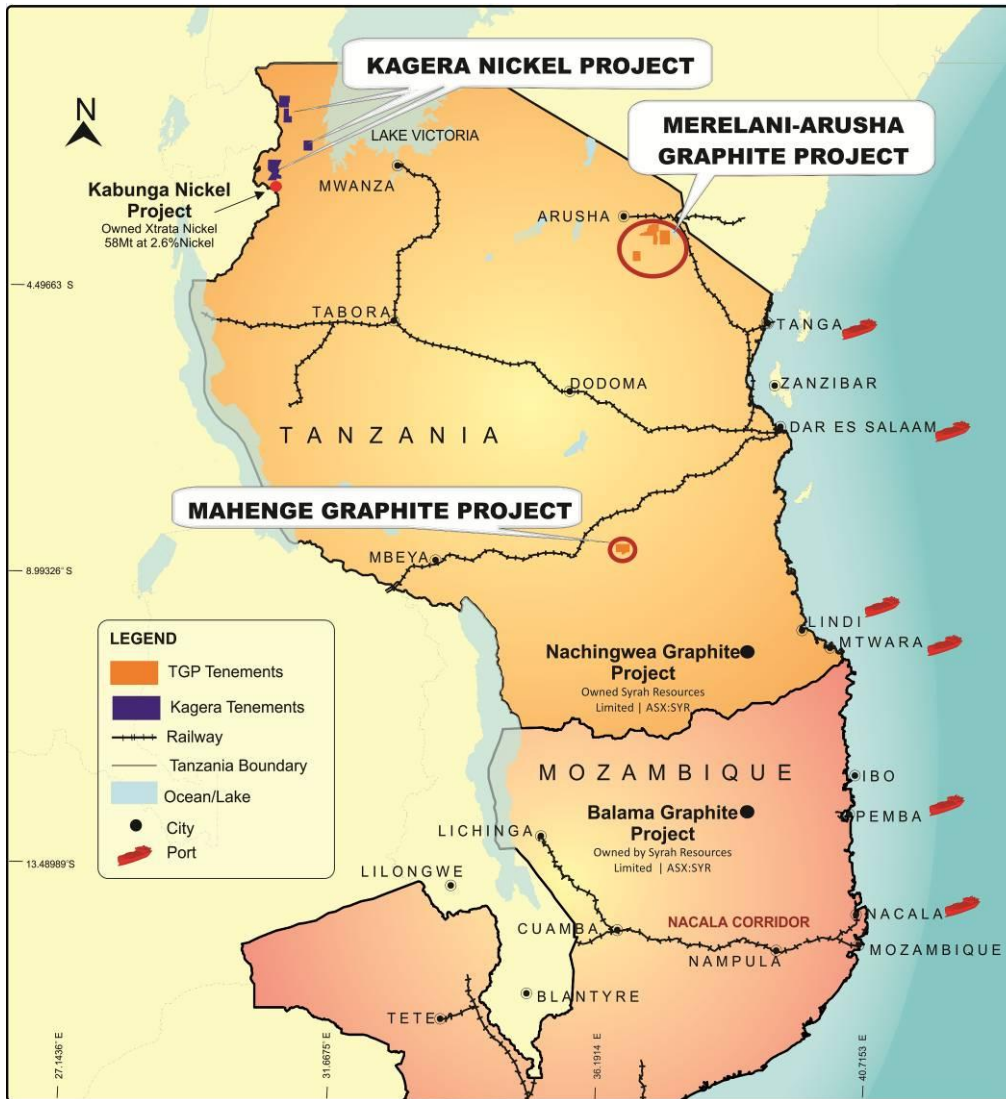 KAGERA NICKEL PROJECT
N
LAKE VICTORIA
MERELANI-ARUSHA
GRAPHITE PROJECT
MWANZA
Kabunga Nickel
Project
Owned Xtrata Nickel
58Mt at 2.6%Nickel
ARUSHA
4.49663 S
TABORA
TANGA
DODOMA
ZANZIBAR
DAR ES SALAAM
TANZANIA
MAHENGE GRAPHITE PROJECT
MBEYA
8.99326° S
LINDI
MTWARA
LEGEND
TGP Tenements
Kagera Tenements
Railway
Tanzania Boundary
Ocean/Lake
City
Port
Nachingwea Graphite
Project
Owned Syrah Resources
Limited | ASX:SYR
MOZAMBIQUE
IBO
Balama Graphite
Project
Owned by Syrah Resources
Limited | ASX:SYR
PEMBA
LICHINGA
13.48989°S
LILONGWE
CUAMBA
NACALA CORRIDOR
NACALA
NAMPULA
MOZAMBIQUE
BLANTYRE
TETE
27.1436° E
31.6675° E
36.1914 E
40.7153 E